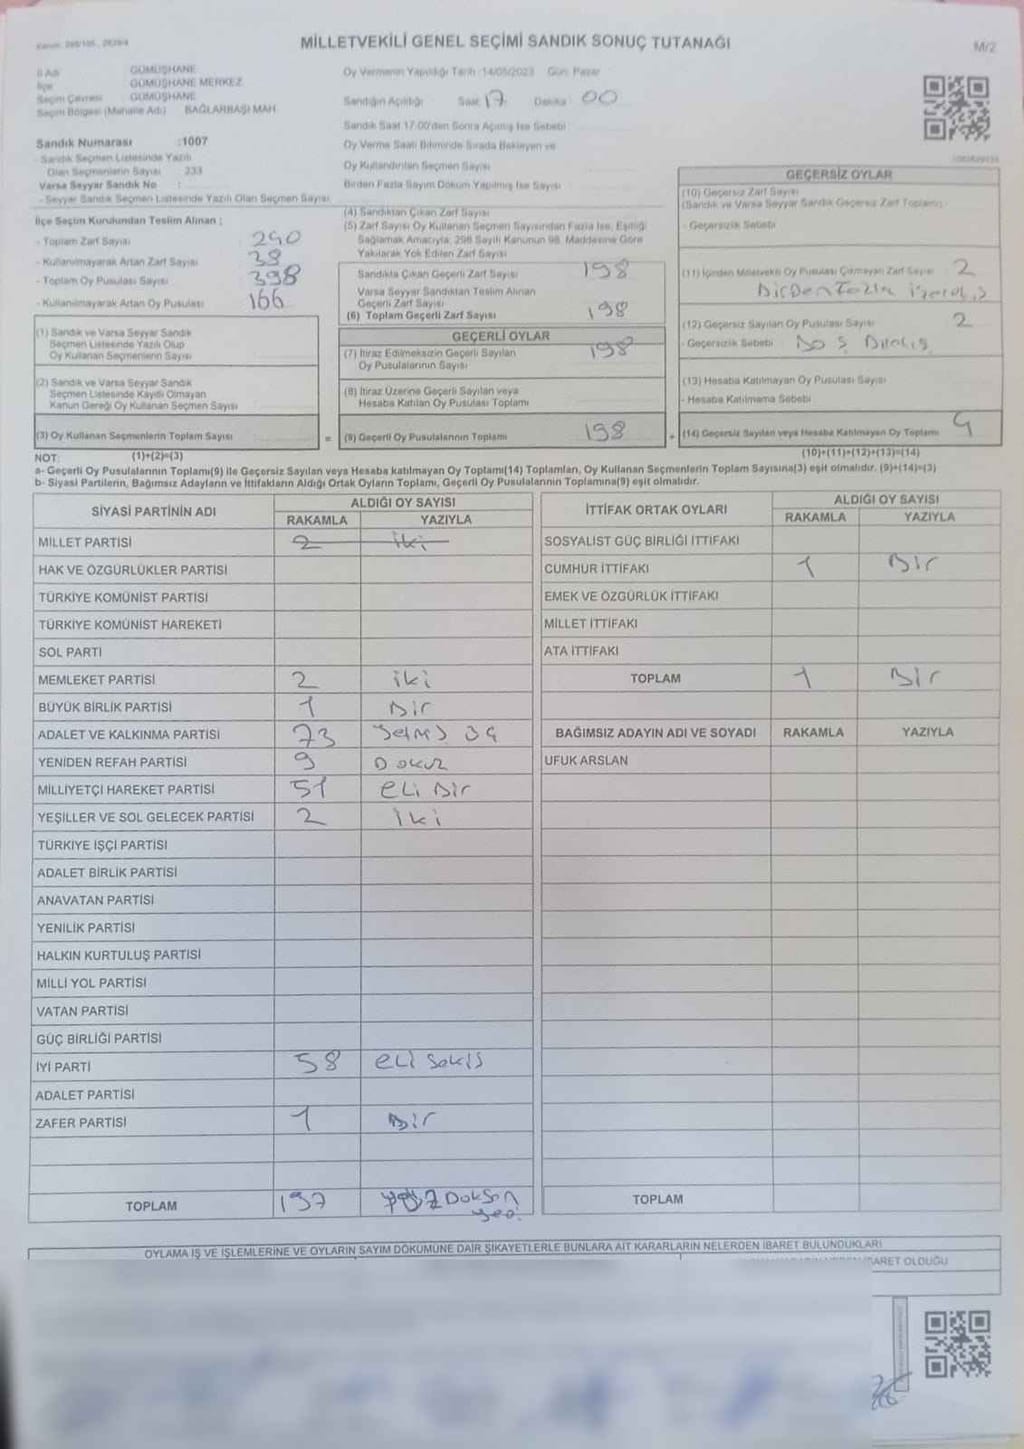 MİLLETVEKİLİ GENEL SEÇİMİ SANDIK SONUÇ TUTANAĞI
M/2
İl Adı GÜMÜŞHANE
İlçe GÜMÜŞHANE MERKEZ
Seçim Çevresi GÜMÜŞHANE
Seçim Bölgesi (Mahalle Adı) BAĞLARBAŞI MAH.
Sandık Numarası :1007
- Sandık Seçmen Listesinde Yazılı
Olan Seçmenlerin Sayısı 233
Varsa Seyyar Sandık No :
- Seyyar Sandık Seçmen Listesinde Yazılı Olan Seçmen Sayısı
İlçe Seçim Kurulundan Teslim Alınan ;
- Toplam Zarf Sayısı 240
- Kullanılmayarak Artan Zarf Sayısı 38
- Toplam Oy Pusulası Sayısı 398
- Kullanılmayarak Artan Oy Pusulası 166
(1) Sandık ve Varsa Seyyar Sandık
Seçmen Listesinde Yazılı Olup
Oy Kullanan Seçmenlerin Sayısı
(2) Sandık ve Varsa Seyyar Sandık
Seçmen Listesinde Kayıtlı Olmayan
Kanun Gereği Oy Kullanan Seçmen Sayısı
(3) Oy Kullanan Seçmenlerin Toplam Sayısı
(1)+(2)=(3)
Oy Vermenin Yapıldığı Tarih :14/05/2023 Gün: Pazar
Sandığın Açıldığı Saat 17 Dakika 00
Sandık Saat 17:00'den Sonra Açılmış İse Sebebi
Oy Verme Saati Bitiminde Sırada Bekleyen ve
Oy Kullandırılan Seçmen Sayısı
Birden Fazla Sayım Döküm Yapılmış İse Sayısı
(4) Sandıktan Çıkan Zarf Sayısı
(5) Zarf Sayısı Oy Kullanan Seçmen Sayısından Fazla İse, Eşitliği
Sağlamak Amacıyla, 298 Sayılı Kanunun 98. Maddesine Göre
Yakılarak Yok Edilen Zarf Sayısı
Sandıkta Çıkan Geçerli Zarf Sayısı 198
Varsa Seyyar Sandıktan Teslim Alınan
Geçerli Zarf Sayısı
(6) Toplam Geçerli Zarf Sayısı 198
GEÇERLİ OYLAR
(7) İtiraz Edilmeksizin Geçerli Sayılan 198
Oy Pusulalarının Sayısı
(8) İtiraz Üzerine Geçerli Sayılan veya
Hesaba Katılan Oy Pusulası Toplamı
= (9) Geçerli Oy Pusulalarının Toplamı 198
GEÇERSİZ OYLAR
(10) Geçersiz Zarf Sayısı
(Sandık ve Varsa Seyyar Sandık Geçersiz Zarf Toplamı)
- Geçersizlik Sebebi
(11) İçinden Milletvekili Oy Pusulası Çıkmayan Zarf Sayısı 2
(12) Geçersiz Sayılan Oy Pusulası Sayısı 2
- Geçersizlik Sebebi
(13) Hesaba Katılmayan Oy Pusulası Sayısı
- Hesaba Katılmama Sebebi
+ (14) Geçersiz Sayılan veya Hesaba Katılmayan Oy Toplamı 4
(10)+(11)+(12)+(13)=(14)
NOT:
a- Geçerli Oy Pusulalarının Toplamı(9) ile Geçersiz Sayılan veya Hesaba katılmayan Oy Toplamı(14) Toplamları, Oy Kullanan Seçmenlerin Toplam Sayısına(3) eşit olmalıdır. (9)+(14)=(3)
b- Siyasi Partilerin, Bağımsız Adayların ve İttifakların Aldığı Ortak Oyların Toplamı, Geçerli Oy Pusulalarının Toplamına(9) eşit olmalıdır.
SİYASİ PARTİNİN ADI ALDIĞI OY SAYISI
RAKAMLA YAZIYLA
MİLLET PARTİSİ 2 iki
HAK VE ÖZGÜRLÜKLER PARTİSİ
TÜRKİYE KOMÜNİST PARTİSİ
TÜRKİYE KOMÜNİST HAREKETİ
SOL PARTİ
MEMLEKET PARTİSİ 2 iki
BÜYÜK BİRLİK PARTİSİ 1 Bir
ADALET VE KALKINMA PARTİSİ 73
YENİDEN REFAH PARTİSİ 9 Dokuz
MİLLİYETÇİ HAREKET PARTİSİ 51 eLi Bir
YEŞİLLER VE SOL GELECEK PARTİSİ 2 iki
TÜRKİYE İŞÇİ PARTİSİ
ADALET BİRLİK PARTİSİ
ANAVATAN PARTİSİ
YENİLİK PARTİSİ
HALKIN KURTULUŞ PARTİSİ
MİLLİ YOL PARTİSİ
VATAN PARTİSİ
GÜÇ BİRLİĞİ PARTİSİ
İYİ PARTİ 58 eLi Sekis
ADALET PARTİSİ
ZAFER PARTİSİ 1 Bir
TOPLAM 197 Yüz Dokson yedi
İTTİFAK ORTAK OYLARI ALDIĞI OY SAYISI
RAKAMLA YAZIYLA
SOSYALİST GÜÇ BİRLİĞİ İTTİFAKI
CUMHUR İTTİFAKI 1 Bir
EMEK VE ÖZGÜRLÜK İTTİFAKI
MİLLET İTTİFAKI
ATA İTTİFAKI
TOPLAM 1 Bir
BAĞIMSIZ ADAYIN ADI VE SOYADI RAKAMLA YAZIYLA
UFUK ARSLAN
TOPLAM
OYLAMA İŞ VE İŞLEMLERİNE VE OYLARIN SAYIM DÖKÜMÜNE DAİR ŞİKAYETLERLE BUNLARA AİT KARARLARIN NELERDEN İBARET BULUNDUKLARI
OLDUĞU